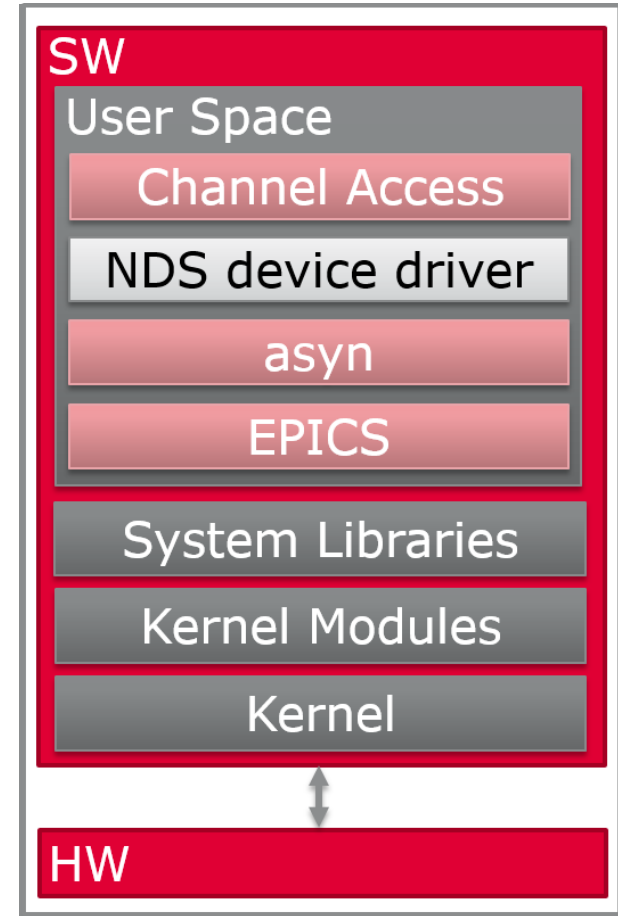 SW
User Space
Channel Access
NDS device driver
asyn
EPICS
System Libraries
Kernel Modules
Kernel
HW